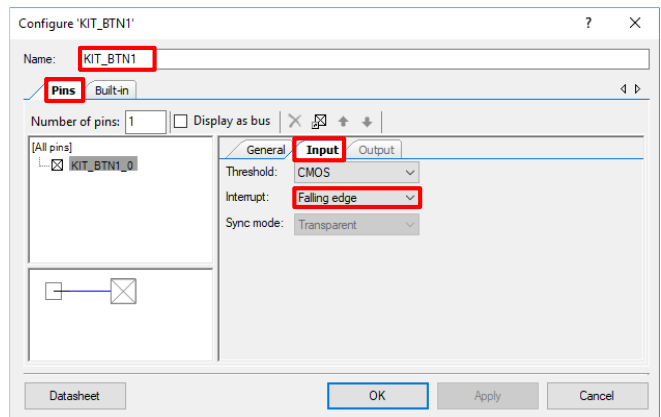 Configure 'KIT_BTN1'
? X
Name: KIT_BTN1
Pins Built-in
Number of pins: 1 Display as bus
[All pins]
KIT_BTN1_0
General Input Output
Threshold: CMOS
Interrupt: Falling edge
Sync mode: Transparent
Datasheet OK Apply Cancel